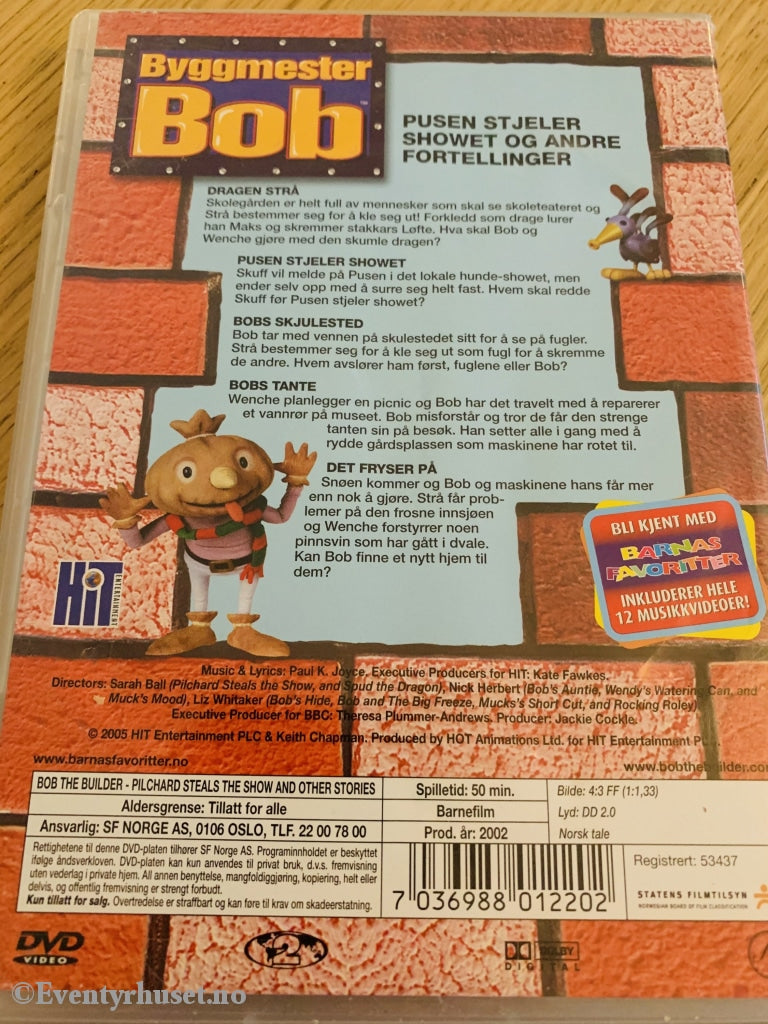 Byggmester
Bob
™
PUSEN STJELER
SHOWET OG ANDRE
FORTELLINGER
DRAGEN STRÅ
Skolegården er helt full av mennesker som skal se skoleteateret og
Strå bestemmer seg for å kle seg ut! Forkledd som drage lurer
han Maks og skremmer stakkars Løfte. Hva skal Bob og
Wenche gjøre med den skumle dragen?
PUSEN STJELER SHOWET
Skuff vil melde på Pusen i det lokale hunde-showet, men
ender selv opp med å surre seg helt fast. Hvem skal redde
Skuff før Pusen stjeler showet?
BOBS SKJULESTED
Bob tar med vennen på skulestedet sitt for å se på fugler.
Strå bestemmer seg for å kle seg ut som fugl for å skremme
de andre. Hvem avslører ham først, fuglene eller Bob?
BOBS TANTE
Wenche planlegger en picnic og Bob har det travelt med å reparerer
et vannrør på museet. Bob misforstår og tror de får den strenge
tanten sin på besøk. Han setter alle i gang med å
rydde gårdsplassen som maskinene har rotet til.
DET FRYSER PÅ
Snøen kommer og Bob og maskinene hans får mer
enn nok å gjøre. Strå får prob-
lemer på den frosne innsjøen
og Wenche forstyrrer noen
pinnsvin som har gått i dvale.
Kan Bob finne et nytt hjem til
dem?
BLI KJENT MED
BARNAS
FAVORITTER
INKLUDERER HELE
12 MUSIKKVIDEOER!
HiT
ENTERTAINMENT
Music & Lyrics: Paul K. Joyce. Executive Producers for HIT: Kate Fawkes.
Directors: Sarah Ball (Pilchard Steals the Show, and Spud the Dragon), Nick Herbert (Bob's Auntie, Wendy's Watering Can, and
Muck's Mood), Liz Whitaker (Bob's Hide, Bob and The Big Freeze, Mucks's Short Cut, and Rocking Roley)
Executive Producer for BBC: Theresa Plummer-Andrews. Producer: Jackie Cockle.
© 2005 HIT Entertainment PLC & Keith Chapman. Produced by HOT Animations Ltd. for HIT Entertainment
www.barnasfavoritter.no
www.bobthebuilder.co
BOB THE BUILDER - PILCHARD STEALS THE SHOW AND OTHER STORIES
Aldersgrense: Tillatt for alle
Ansvarlig: SF NORGE AS, 0106 OSLO, TLF. 22 00 78 00
Rettighetene til denne DVD-platen tilhører SF Norge AS. Programinnholdet er beskyttet
ifølge åndsverkloven. DVD-platen kan kun anvendes til privat bruk, d.v.s. fremvisning
uten vederlag i private hjem. All annen benyttelse, mangfoldiggjøring, kopiering, helt eller
delvis, og offentlig fremvisning er strengt forbudt.
Kun tillatt for salg. Overtredelse er straffbart og kan føre til krav om skadeerstatning.
Spilletid: 50 min.
Barnefilm
Prod. år: 2002
Bilde: 4:3 FF (1:1,33)
Lyd: DD 2.0
Norsk tale
7 036988 012202
Registrert: 53437
STATENS FILMTILSYN
NORWEGIAN BOARD OF FILM CLASSIFICATION
DVD
VIDEO
2
DOLBY
DIGITAL
©Eventyrhuset.no